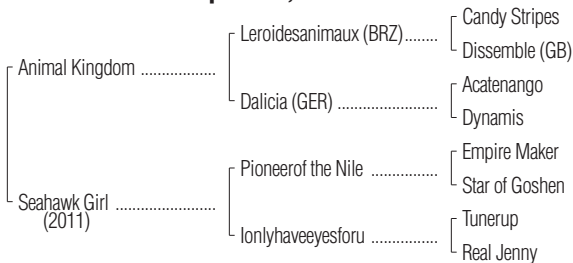 Candy Stripes
Leroidesanimaux (BRZ)........
Dissemble (GB)
Animal Kingdom ..................
Acatenango
Dalicia (GER) ........................
Dynamis
Empire Maker
Pioneerof the Nile ................
Star of Goshen
Seahawk Girl ........................
(2011)
Tunerup
Ionlyhaveeyesforu ................
Real Jenny